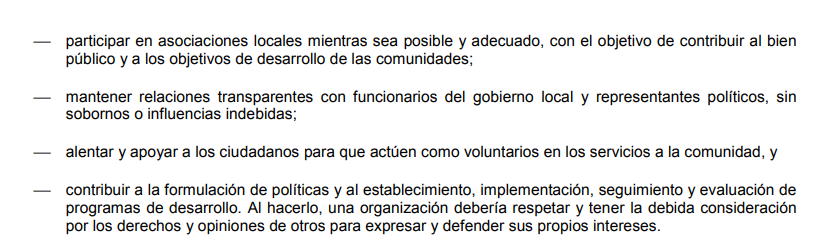 — participar en asociaciones locales mientras sea posible y adecuado, con el objetivo de contribuir al bien
público y a los objetivos de desarrollo de las comunidades;
— mantener relaciones transparentes con funcionarios del gobierno local y representantes políticos, sin
sobornos o influencias indebidas;
— alentar y apoyar a los ciudadanos para que actúen como voluntarios en los servicios a la comunidad, y
— contribuir a la formulación de políticas y al establecimiento, implementación, seguimiento y evaluación de
programas de desarrollo. Al hacerlo, una organización debería respetar y tener la debida consideración
por los derechos y opiniones de otros para expresar y defender sus propios intereses.